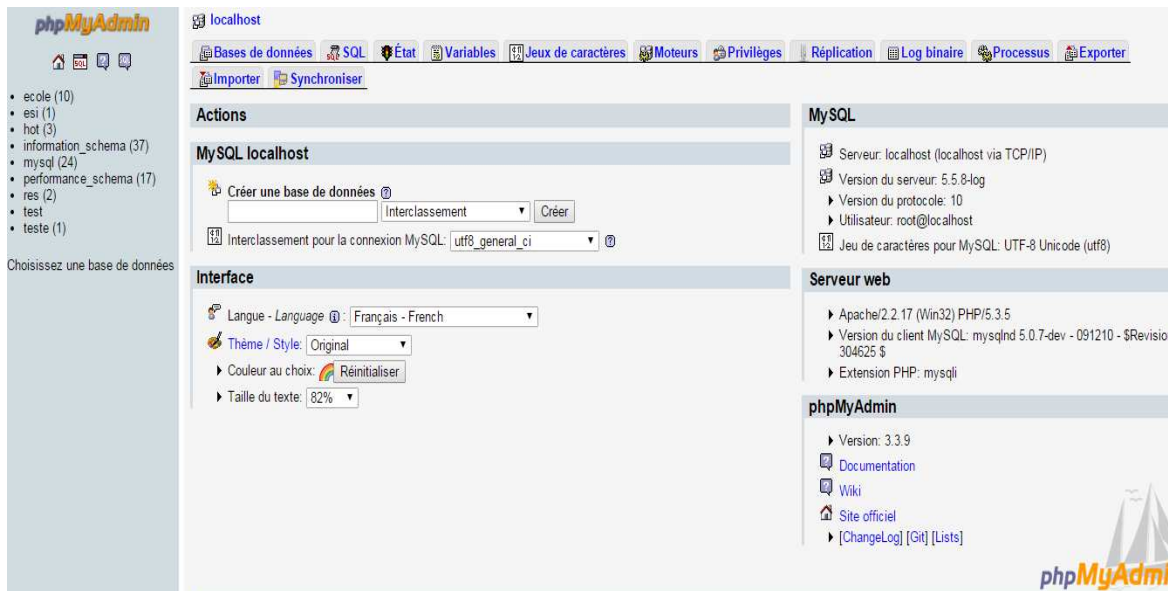 phpMyAdmin
ecole (10)
esi (1)
hot (3)
information_schema (37)
mysql (24)
performance_schema (17)
res (2)
test
teste (1)
Choisissez une base de données
localhost
Bases de données SQL État Variables Jeux de caractères Moteurs Privilèges Réplication Log binaire Processus Exporter
Importer Synchroniser
Actions
MySQL localhost
Créer une base de données
Interclassement Créer
Interclassement pour la connexion MySQL: utf8_general_ci
Interface
Langue - Language : Français - French
Thème / Style: Original
Couleur au choix: Réinitialiser
Taille du texte: 82%
MySQL
Serveur: localhost (localhost via TCP/IP)
Version du serveur: 5.5.8-log
Version du protocole: 10
Utilisateur: root@localhost
Jeu de caractères pour MySQL: UTF-8 Unicode (utf8)
Serveur web
Apache/2.2.17 (Win32) PHP/5.3.5
Version du client MySQL: mysqlnd 5.0.7-dev - 091210 - $Revisio
304625 $
Extension PHP: mysqli
phpMyAdmin
Version: 3.3.9
Documentation
Wiki
Site officiel
[ChangeLog] [Git] [Lists]
phpMyAdmi